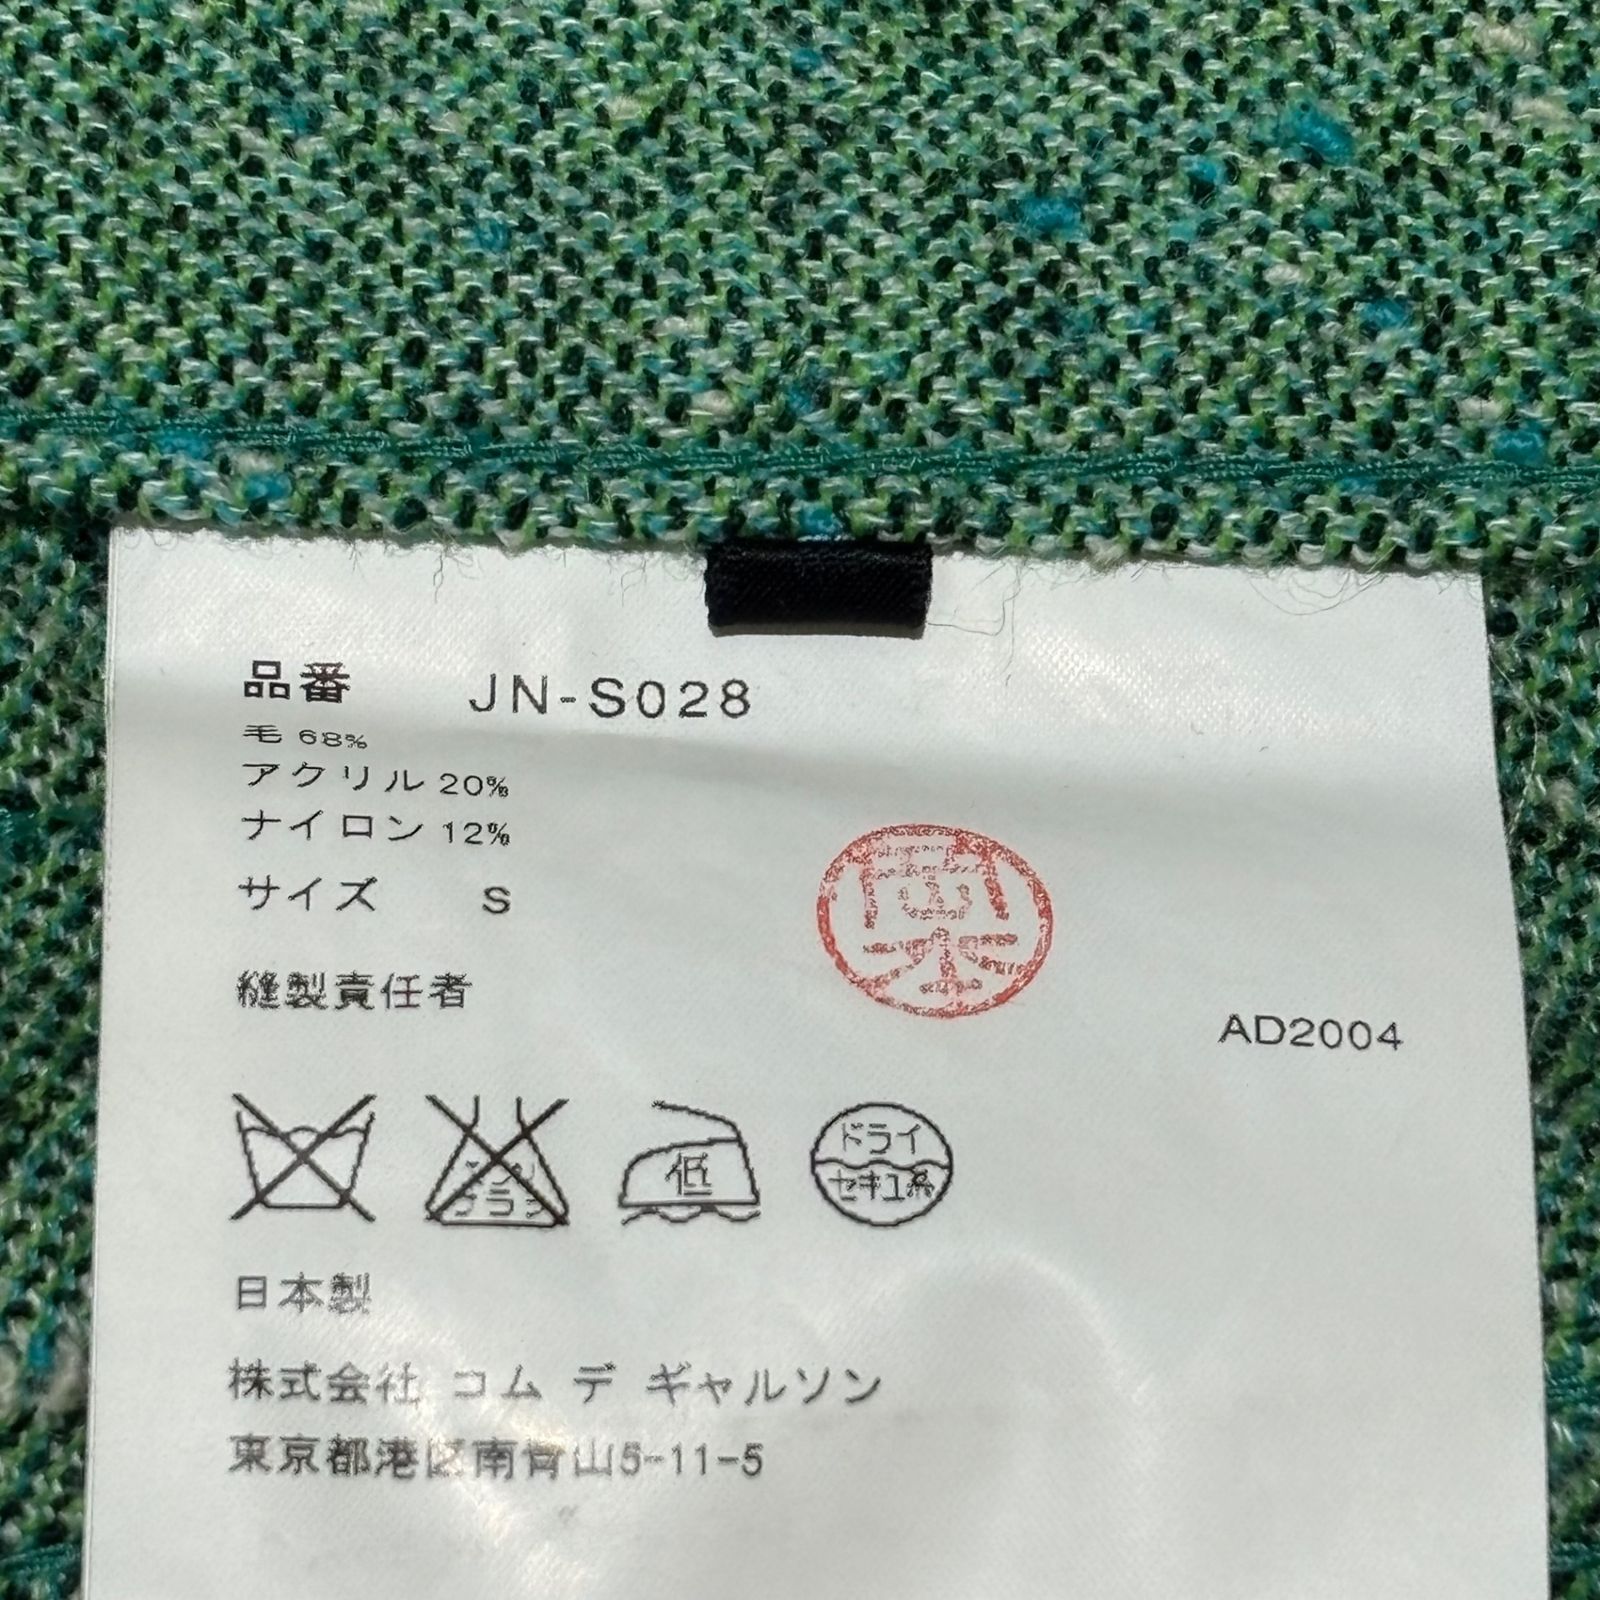 品番 JN-S028
毛 68%
アクリル 20%
ナイロン 12%
サイズ S
縫製責任者
AD2004
低
ドライ
セキユ系
日本製
株式会社 コム デ ギャルソン
東京都港区南青山5-11-5